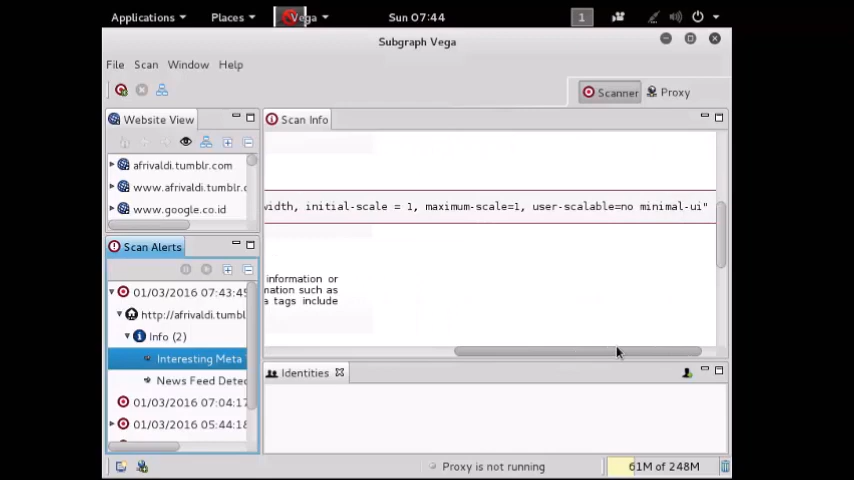 Applications Places Vega Sun 07:44 1
Subgraph Vega
File Scan Window Help
Scanner Proxy
Website View
afrivaldi.tumblr.com
www.afrivaldi.tumblr.c
www.google.co.id
Scan Alerts
01/03/2016 07:43:45
http://afrivaldi.tumbl
Info (2)
Interesting Meta
News Feed Detec
01/03/2016 07:04:17
01/03/2016 05:44:18
Scan Info
width, initial-scale = 1, maximum-scale=1, user-scalable=no minimal-ui"
information or
mation such as
a tags include
Identities
Proxy is not running
61M of 248M